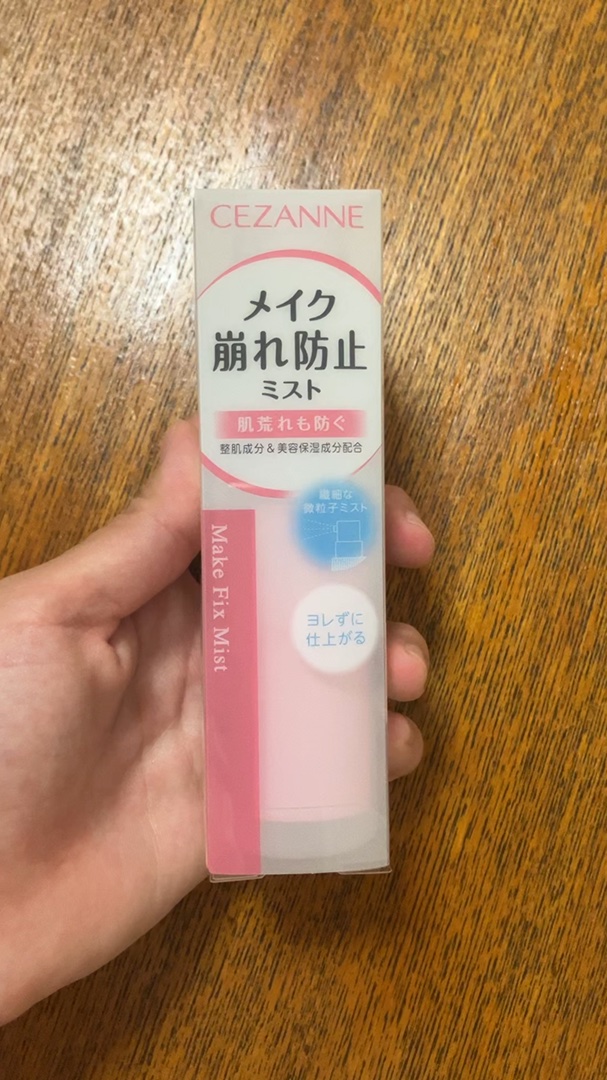 CEZANNE
メイク
崩れ防止
ミスト
肌荒れも防ぐ
整肌成分&美容保湿成分配合
繊細な
微粒子ミスト
ヨレずに
仕上がる
Make Fix Mist